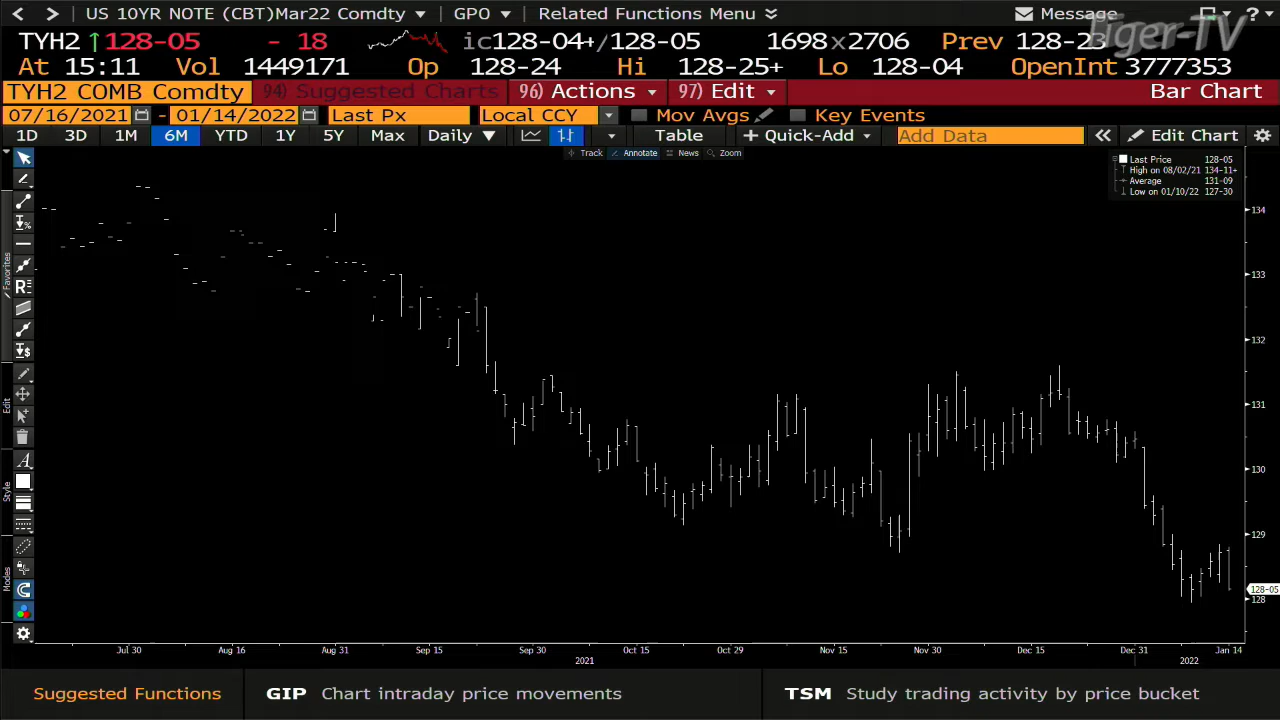 US 10YR NOTE (CBT)Mar22 Comdty GPO Related Functions Menu Message ?
TYH2 ↑128-05 - 18 ic128-04+/128-05 1698x2706 Prev 128-23
Tiger-TV
At 15:11 Vol 1449171 Op 128-24 Hi 128-25+ Lo 128-04 OpenInt 3777353
TYH2 COMB Comdty 94) Suggested Charts 96) Actions 97) Edit Bar Chart
07/16/2021 - 01/14/2022 Last Px Local CCY Mov Avgs Key Events
1D 3D 1M 6M YTD 1Y 5Y Max Daily ▼ Table + Quick-Add Add Data « Edit Chart
Track Annotate News Zoom
Last Price 128-05
High on 08/02/21 134-11+
Average 131-09
Low on 01/10/22 127-30
134
133
132
131
130
129
128-05
128
Favorites
Edit
Style
Modes
Jul 30 Aug 16 Aug 31 Sep 15 Sep 30 Oct 15 Oct 29 Nov 15 Nov 30 Dec 15 Dec 31 Jan 14
2021 2022
Suggested Functions GIP Chart intraday price movements TSM Study trading activity by price bucket